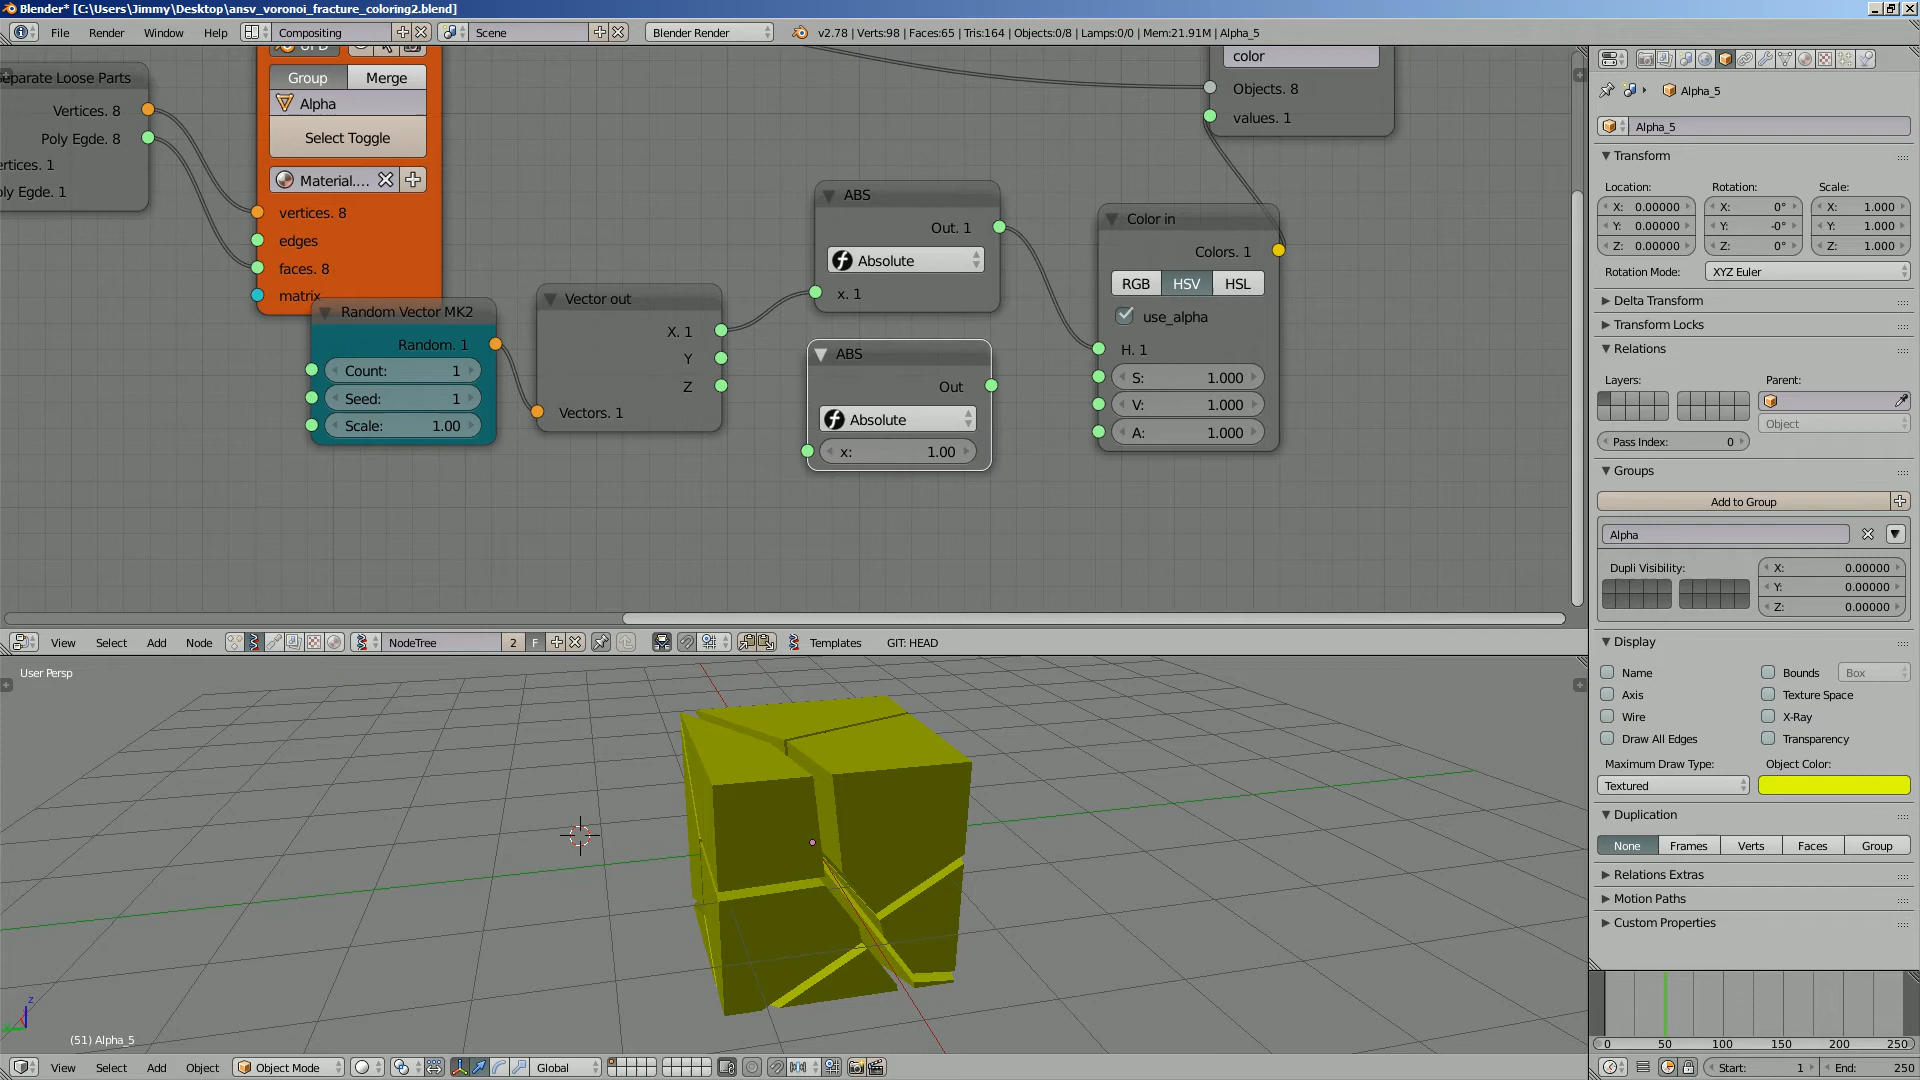 Blender* [C:\Users\Jimmy\Desktop\ansv_voronoi_fracture_coloring2.blend]
File Render Window Help Compositing Scene Blender Render v2.78 | Verts:98 | Faces:65 | Tris:164 | Objects:0/8 | Lamps:0/0 | Mem:21.91M | Alpha_5
eparate Loose Parts
Vertices. 8
Poly Egde. 8
ertices. 1
ly Egde. 1
Group Merge
Alpha
Select Toggle
Material....
vertices. 8
edges
faces. 8
matrix
Random Vector MK2
Random. 1
Count: 1
Seed: 1
Scale: 1.00
Vector out
X. 1
Y
Z
Vectors. 1
ABS
Out. 1
Absolute
x. 1
ABS
Out
Absolute
x: 1.00
color
Objects. 8
values. 1
Color in
Colors. 1
RGB HSV HSL
use_alpha
H. 1
S: 1.000
V: 1.000
A: 1.000
View Select Add Node NodeTree 2 F Templates GIT: HEAD
User Persp
(51) Alpha_5
View Select Add Object Object Mode Global
Alpha_5
Alpha_5
Transform
Location: Rotation: Scale:
X: 0.00000 X: 0° X: 1.000
Y: 0.00000 Y: -0° Y: 1.000
Z: 0.00000 Z: 0° Z: 1.000
Rotation Mode: XYZ Euler
Delta Transform
Transform Locks
Relations
Layers: Parent:
Object
Pass Index: 0
Groups
Add to Group
Alpha
Dupli Visibility: X: 0.00000
Y: 0.00000
Z: 0.00000
Display
Name Bounds Box
Axis Texture Space
Wire X-Ray
Draw All Edges Transparency
Maximum Draw Type: Object Color:
Textured
Duplication
None Frames Verts Faces Group
Relations Extras
Motion Paths
Custom Properties
0 50 100 150 200 250
Start: 1 End: 250